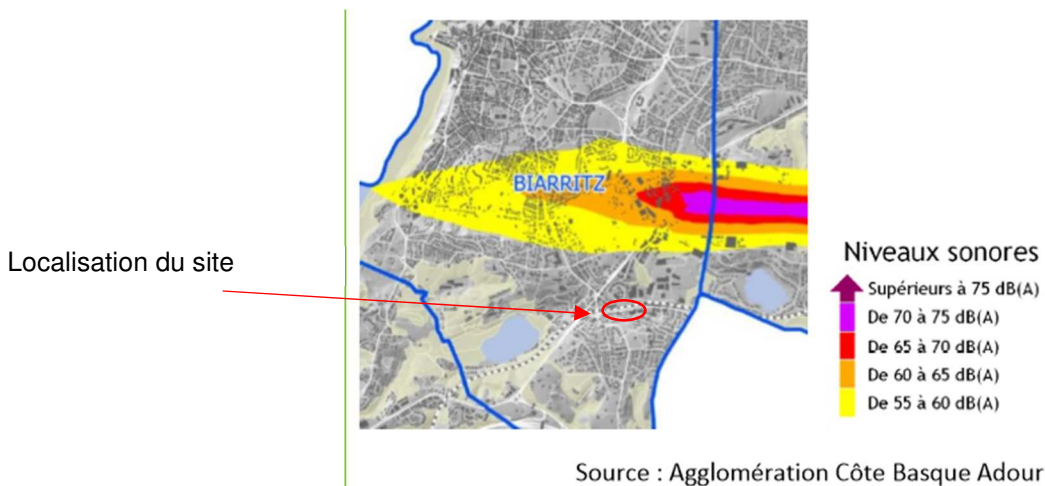 BIARRITZ
Localisation du site
Niveaux sonores
Supérieurs à 75 dB(A)
De 70 à 75 dB(A)
De 65 à 70 dB(A)
De 60 à 65 dB(A)
De 55 à 60 dB(A)
Source : Agglomération Côte Basque Adour